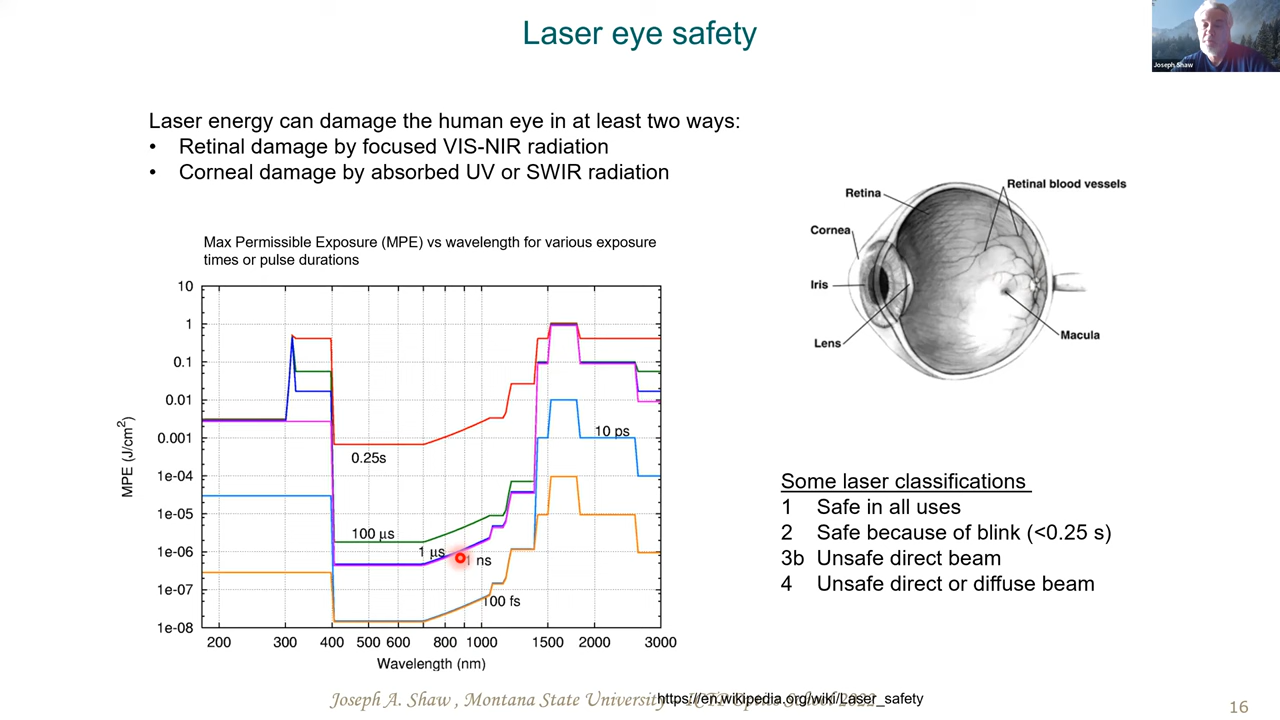 Laser eye safety
Joseph Shaw
Laser energy can damage the human eye in at least two ways:
• Retinal damage by focused VIS-NIR radiation
• Corneal damage by absorbed UV or SWIR radiation
Max Permissible Exposure (MPE) vs wavelength for various exposure
times or pulse durations
MPE (J/cm²)
10
1
0.1
0.01
0.001
1e-04
1e-05
1e-06
1e-07
1e-08
0.25s
100 µs
1 µs
1 ns
10 ps
100 fs
200 300 400 500 600 800 1000 1500 2000 3000
Wavelength (nm)
Retina
Retinal blood vessels
Cornea
Iris
Lens
Macula
Some laser classifications
1 Safe in all uses
2 Safe because of blink (<0.25 s)
3b Unsafe direct beam
4 Unsafe direct or diffuse beam
Joseph A. Shaw , Montana State University
https://en.wikipedia.org/wiki/Laser_safety
16